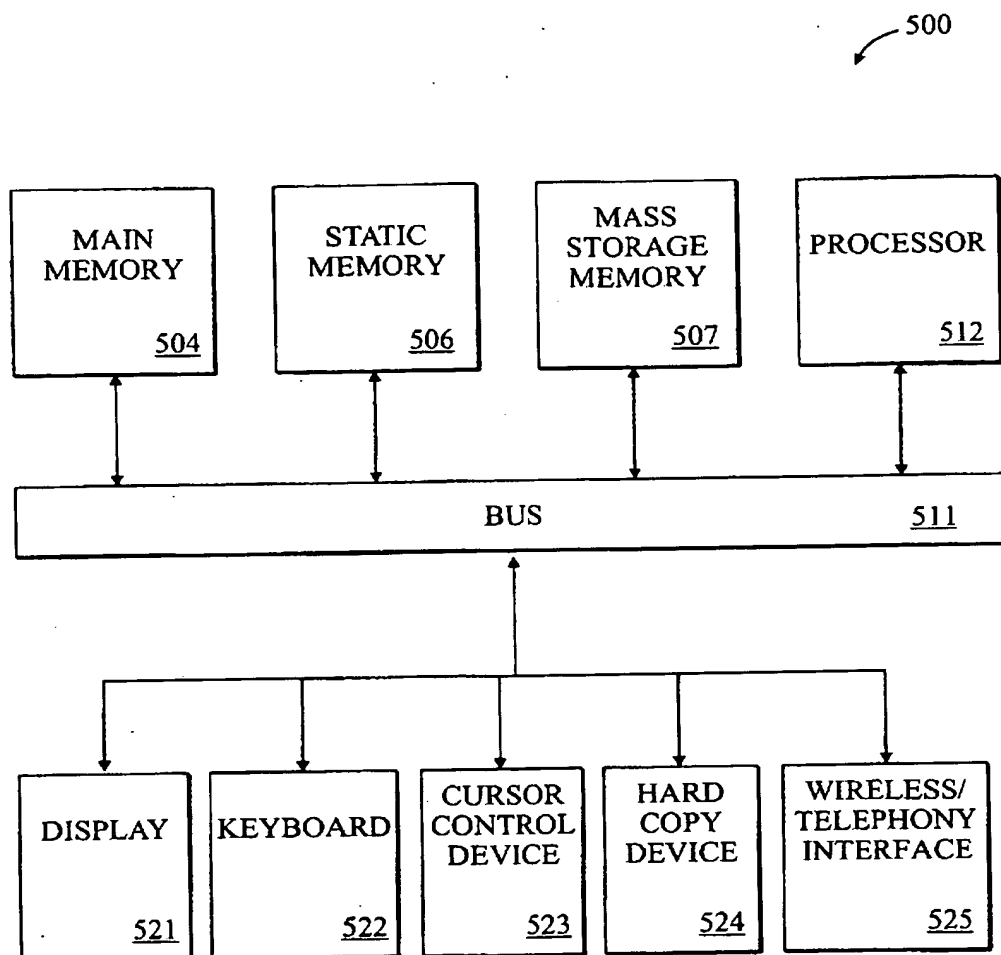 500
MAIN
MEMORY
504
STATIC
MEMORY
506
MASS
STORAGE
MEMORY
507
PROCESSOR
512
BUS
511
DISPLAY
521
KEYBOARD
522
CURSOR
CONTROL
DEVICE
523
HARD
COPY
DEVICE
524
WIRELESS/
TELEPHONY
INTERFACE
525